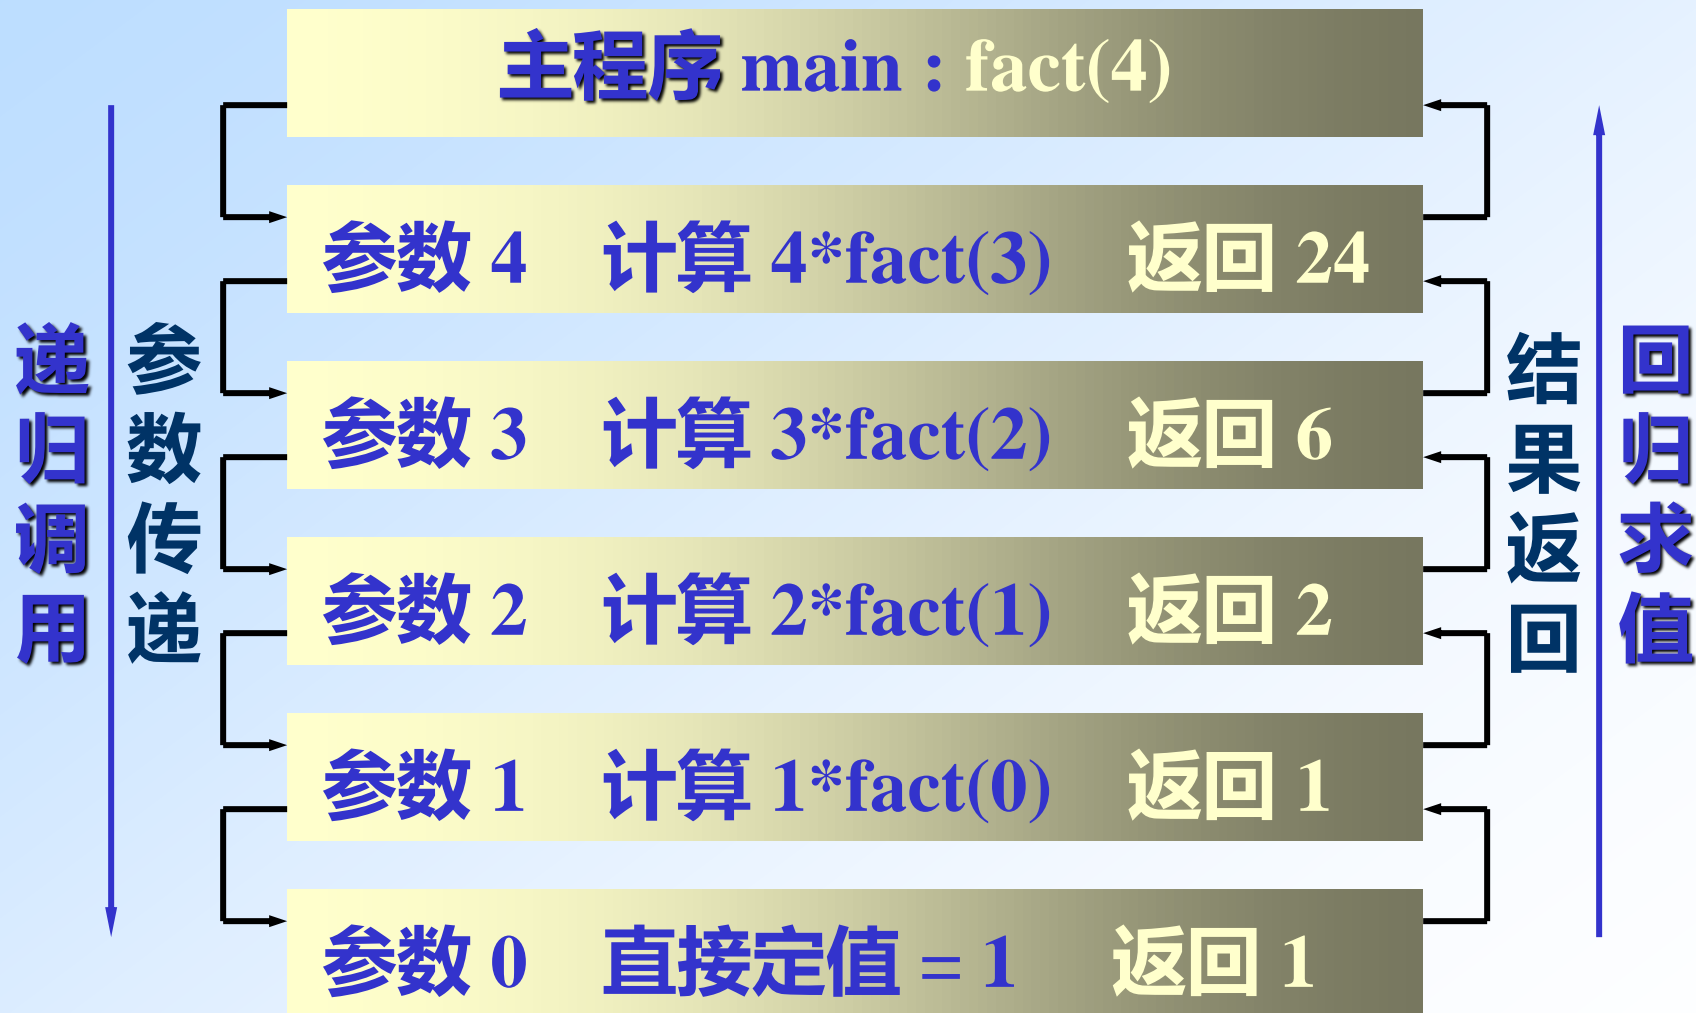 主程序 main : fact(4)
参数 4 计算 4*fact(3) 返回 24
参数 3 计算 3*fact(2) 返回 6
参数 2 计算 2*fact(1) 返回 2
参数 1 计算 1*fact(0) 返回 1
参数 0 直接定值 = 1 返回 1
递归调用
参数传递
结果返回
回归求值